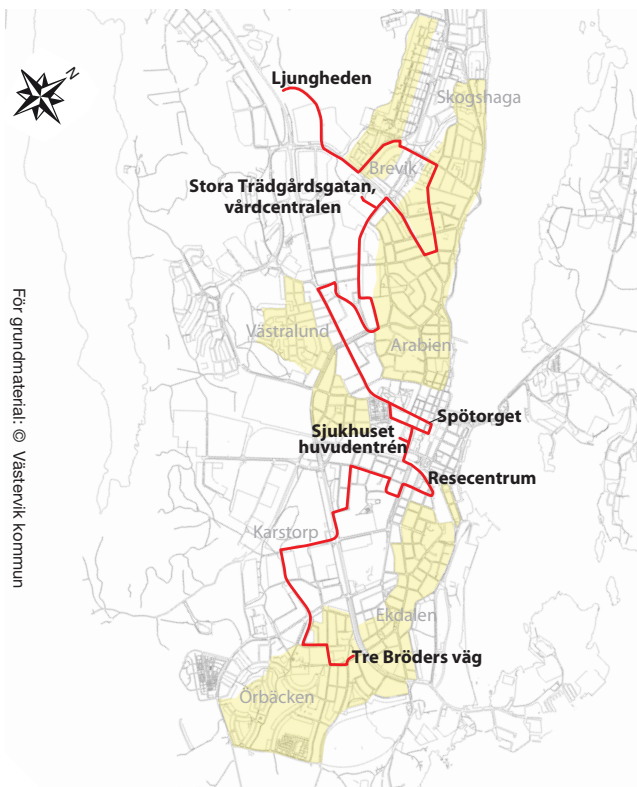 N
Ljungheden
Skogshaga
Brevik
Stora Trädgårdsgatan,
vårdcentralen
Västralund
Arabien
Spötorget
Sjukhuset
huvudentrén
Resecentrum
Karstorp
Ekdalen
Tre Bröders väg
Örbäcken
För grundmaterial: © Västervik kommun